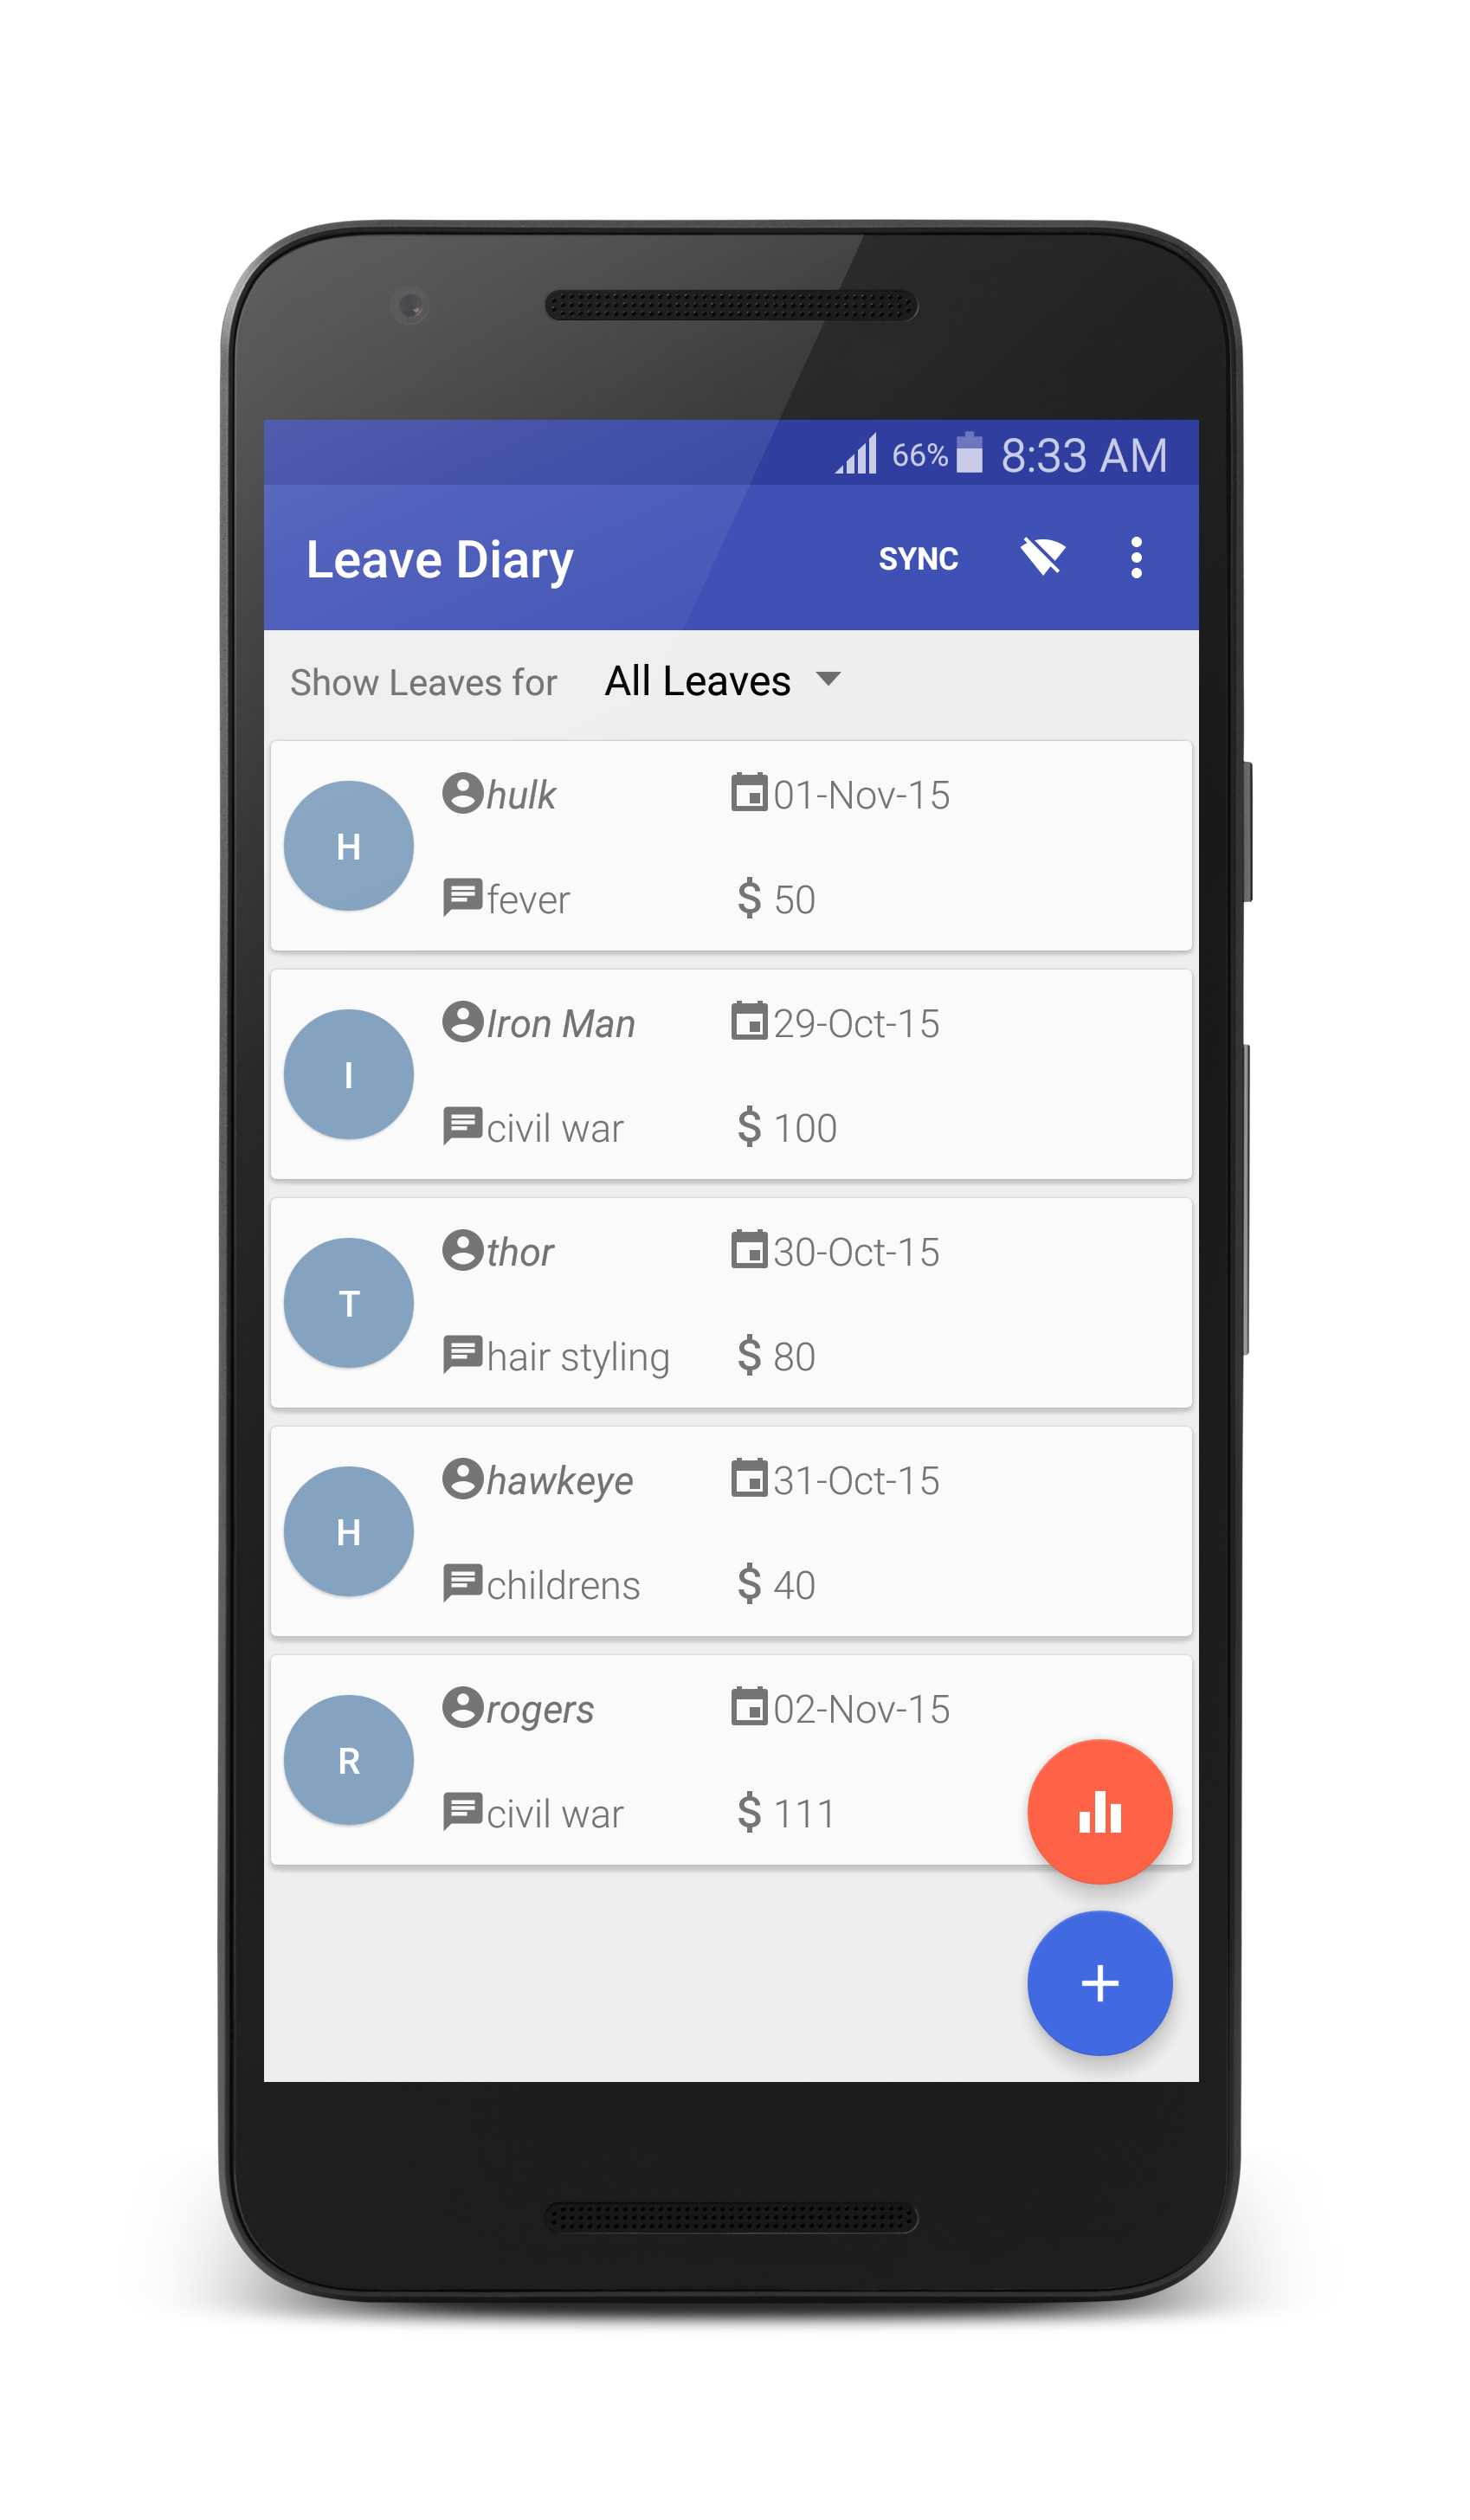 66% 8:33 AM
Leave Diary SYNC
Show Leaves for All Leaves
H
hulk 01-Nov-15
fever $ 50
I
Iron Man 29-Oct-15
civil war $ 100
T
thor 30-Oct-15
hair styling $ 80
H
hawkeye 31-Oct-15
childrens $ 40
R
rogers 02-Nov-15
civil war $ 111